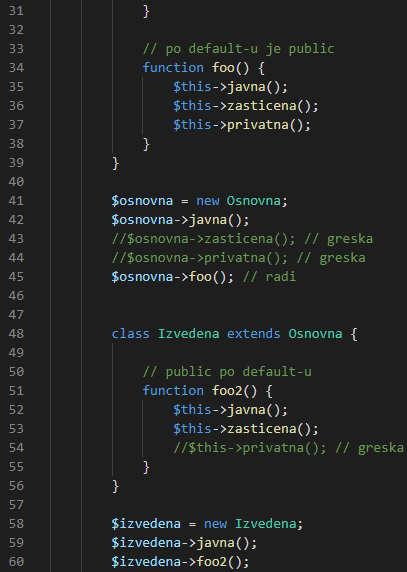 31 }
32
33 // po default-u je public
34 function foo() {
35 $this->javna();
36 $this->zasticena();
37 $this->privatna();
38 }
39 }
40
41 $osnovna = new Osnovna;
42 $osnovna->javna();
43 //$osnovna->zasticena(); // greska
44 //$osnovna->privatna(); // greska
45 $osnovna->foo(); // radi
46
47
48 class Izvedena extends Osnovna {
49
50 // public po default-u
51 function foo2() {
52 $this->javna();
53 $this->zasticena();
54 //$this->privatna(); // greska
55 }
56 }
57
58 $izvedena = new Izvedena;
59 $izvedena->javna();
60 $izvedena->foo2();